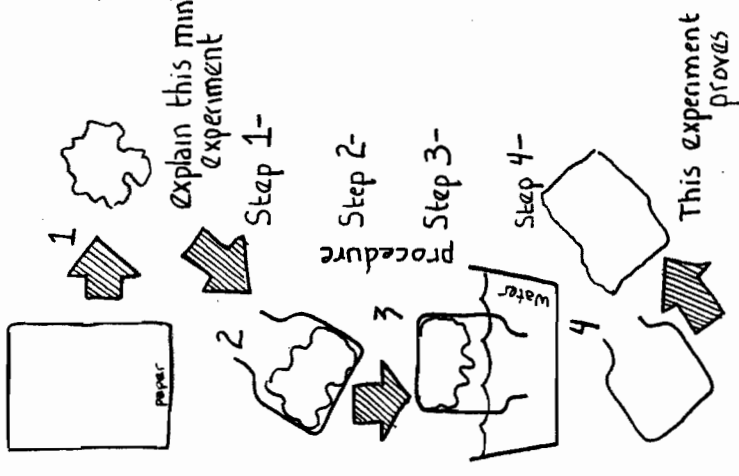 paper
1
explain this mini
experiment
Step 1-
2
Step 2-
procedure
3
Step 3-
water
Step 4-
4
This experiment
proves